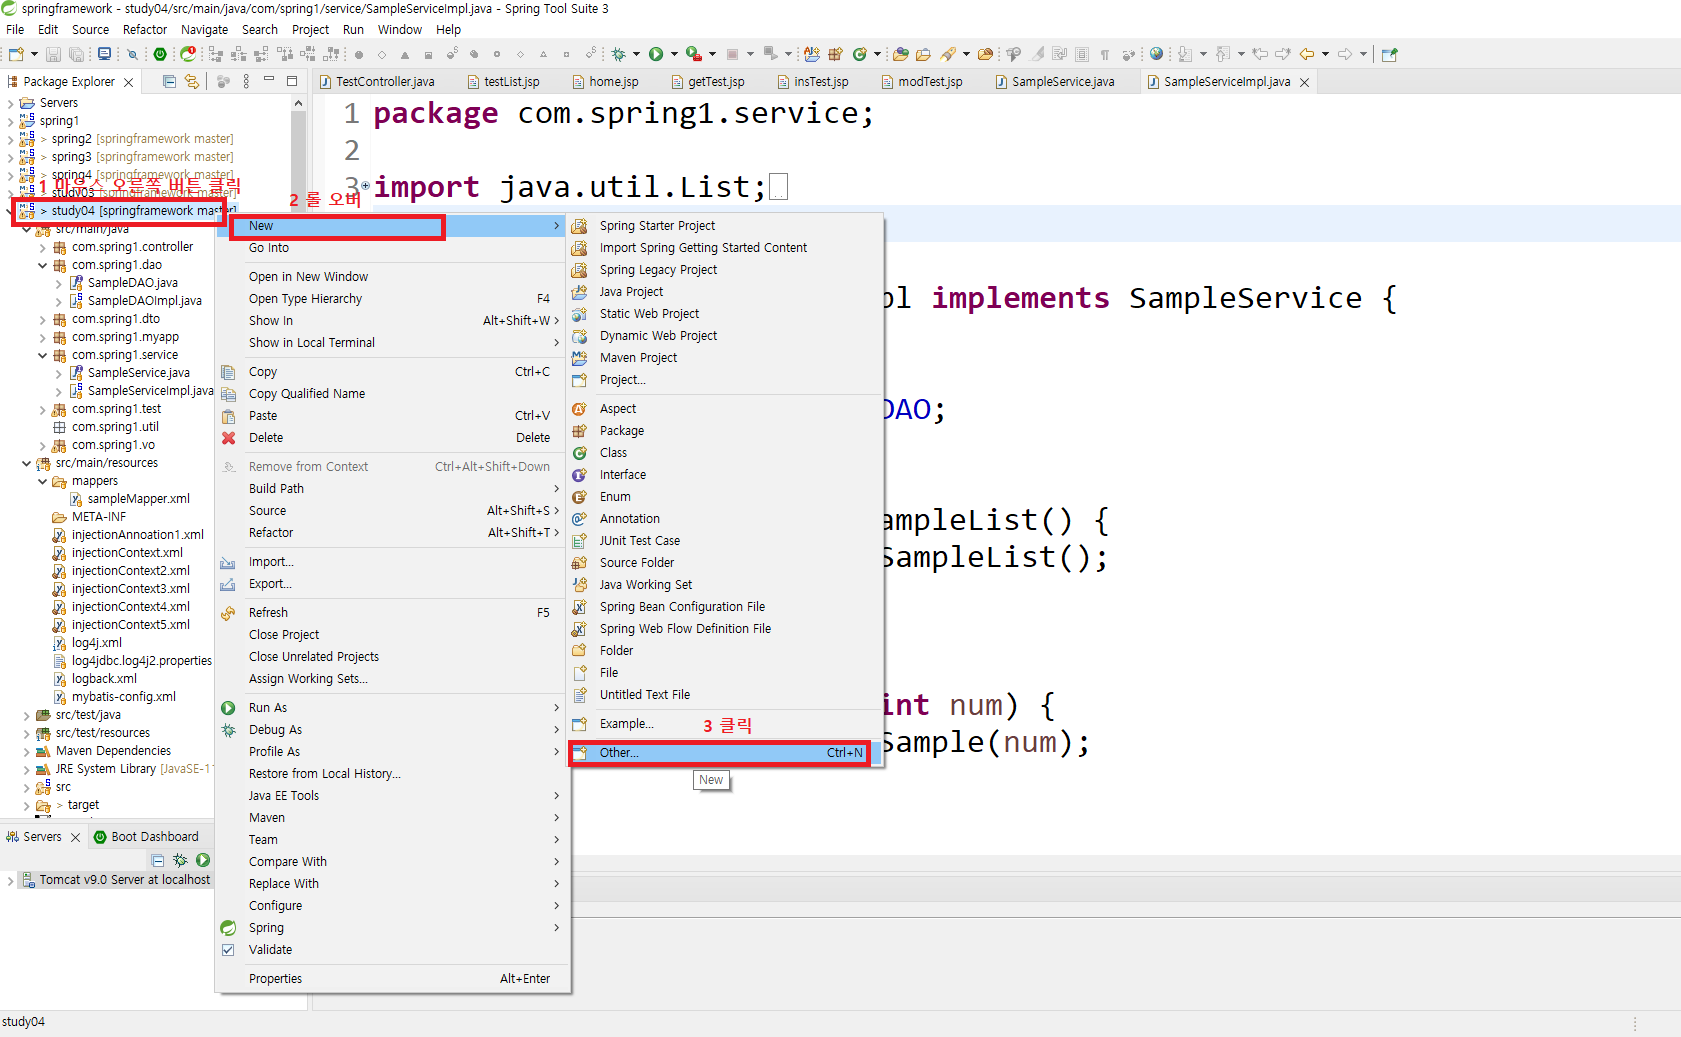 springframework - study04/src/main/java/com/spring1/service/SampleServiceImpl.java - Spring Tool Suite 3
File Edit Source Refactor Navigate Search Project Run Window Help
Package Explorer
TestController.java testList.jsp home.jsp getTest.jsp insTest.jsp modTest.jsp SampleService.java SampleServiceImpl.java
Servers
spring1
> spring2 [springframework master]
> spring3 [springframework master]
> spring4 [springframework master]
1 마우스 오른쪽 버튼 클릭
> study03 [springframework master]
> study04 [springframework master]
src/main/java
com.spring1.controller
com.spring1.dao
SampleDAO.java
SampleDAOImpl.java
com.spring1.dto
com.spring1.myapp
com.spring1.service
SampleService.java
SampleServiceImpl.java
com.spring1.test
com.spring1.util
com.spring1.vo
src/main/resources
mappers
sampleMapper.xml
META-INF
injectionAnnoation1.xml
injectionContext.xml
injectionContext2.xml
injectionContext3.xml
injectionContext4.xml
injectionContext5.xml
log4j.xml
log4jdbc.log4j2.properties
logback.xml
mybatis-config.xml
src/test/java
src/test/resources
Maven Dependencies
JRE System Library [JavaSE-11
src
> target
Servers Boot Dashboard
Tomcat v9.0 Server at localhost
study04
2 롤 오버
New
Go Into
Open in New Window
Open Type Hierarchy F4
Show In Alt+Shift+W >
Show in Local Terminal
Copy Ctrl+C
Copy Qualified Name
Paste Ctrl+V
Delete Delete
Remove from Context Ctrl+Alt+Shift+Down
Build Path
Source Alt+Shift+S >
Refactor Alt+Shift+T >
Import...
Export...
Refresh F5
Close Project
Close Unrelated Projects
Assign Working Sets...
Run As
Debug As
Profile As
Restore from Local History...
Java EE Tools
Maven
Team
Compare With
Replace With
Configure
Spring
Validate
Properties Alt+Enter
Spring Starter Project
Import Spring Getting Started Content
Spring Legacy Project
Java Project
Static Web Project
Dynamic Web Project
Maven Project
Project...
Aspect
Package
Class
Interface
Enum
Annotation
JUnit Test Case
Source Folder
Java Working Set
Spring Bean Configuration File
Spring Web Flow Definition File
Folder
File
Untitled Text File
Example...
3 클릭
Other... Ctrl+N
New
1 package com.spring1.service;
2
3 import java.util.List;
pl implements SampleService {
DAO;
ampleList() {
SampleList();
int num) {
Sample(num);